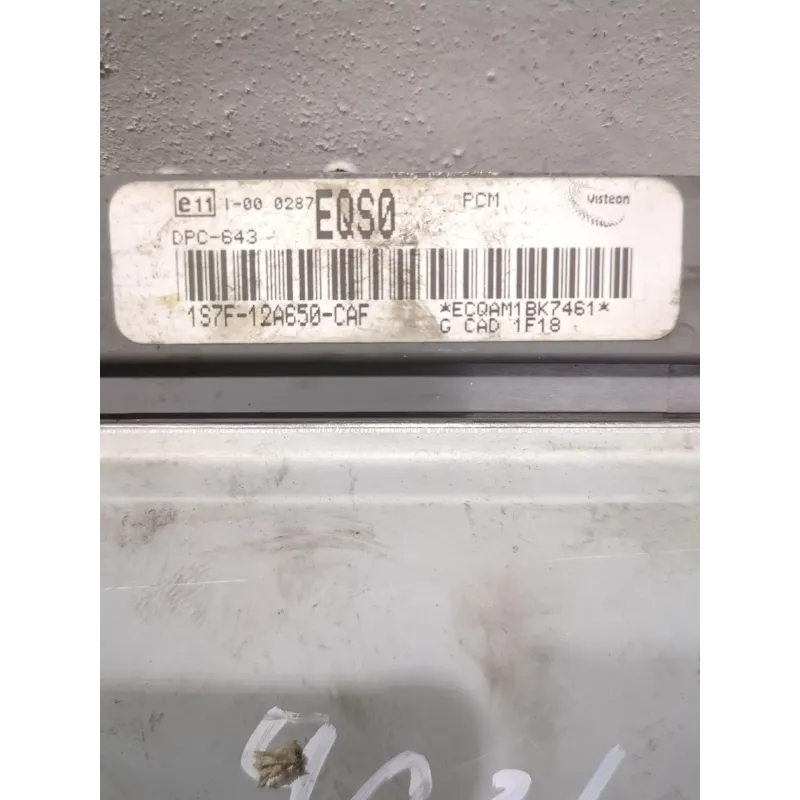 e11 I-00 0287 EQS0 PCM Visteon
DPC-643
1S7F-12A650-CAF *ECQAM1BK7461*
G CAD 1F18